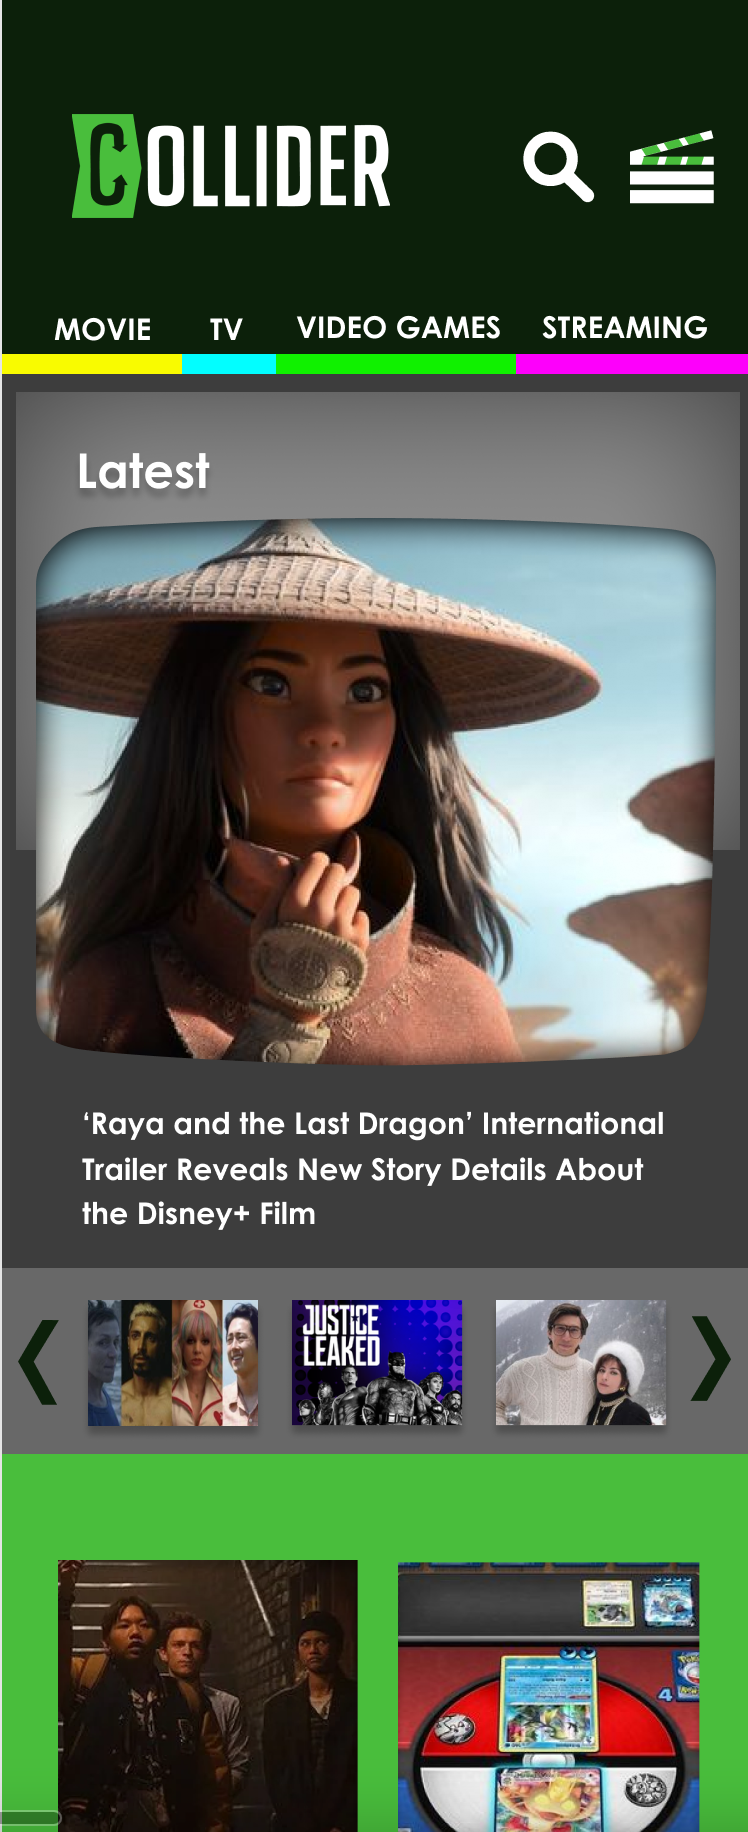 COLLIDER
MOVIE TV VIDEO GAMES STREAMING
Latest
‘Raya and the Last Dragon’ International
Trailer Reveals New Story Details About
the Disney+ Film
JUSTICE
LEAKED
4